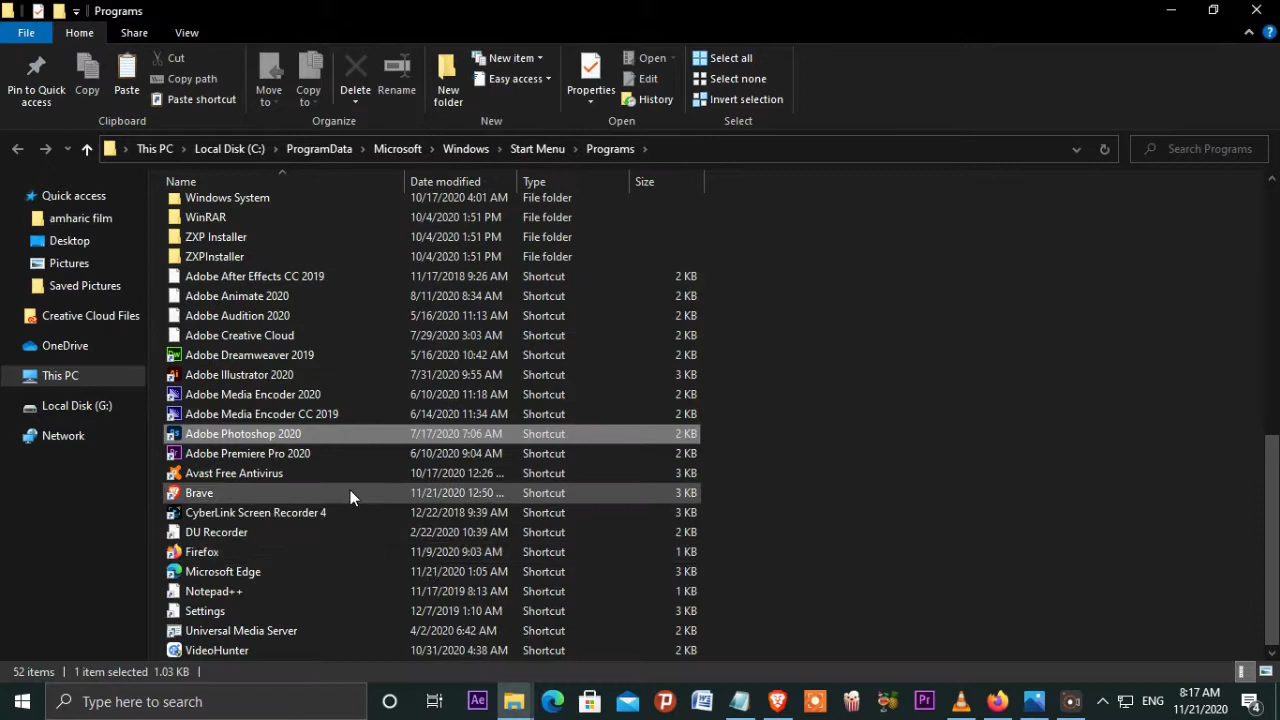 Programs
File Home Share View
Pin to Quick access
Copy
Paste
Cut
Copy path
Paste shortcut
Clipboard
Move to
Copy to
Delete
Rename
Organize
New folder
New item
Easy access
New
Properties
Open
Edit
History
Open
Select all
Select none
Invert selection
Select
This PC Local Disk (C:) ProgramData Microsoft Windows Start Menu Programs
Search Programs
Quick access
amharic film
Desktop
Pictures
Saved Pictures
Creative Cloud Files
OneDrive
This PC
Local Disk (G:)
Network
Name Date modified Type Size
Windows System 10/17/2020 4:01 AM File folder
WinRAR 10/4/2020 1:51 PM File folder
ZXP Installer 10/4/2020 1:51 PM File folder
ZXPInstaller 10/4/2020 1:51 PM File folder
Adobe After Effects CC 2019 11/17/2018 9:26 AM Shortcut 2 KB
Adobe Animate 2020 8/11/2020 8:34 AM Shortcut 2 KB
Adobe Audition 2020 5/16/2020 11:13 AM Shortcut 2 KB
Adobe Creative Cloud 7/29/2020 3:03 AM Shortcut 2 KB
Adobe Dreamweaver 2019 5/16/2020 10:42 AM Shortcut 2 KB
Adobe Illustrator 2020 7/31/2020 9:55 AM Shortcut 3 KB
Adobe Media Encoder 2020 6/10/2020 11:18 AM Shortcut 2 KB
Adobe Media Encoder CC 2019 6/14/2020 11:34 AM Shortcut 2 KB
Adobe Photoshop 2020 7/17/2020 7:06 AM Shortcut 2 KB
Adobe Premiere Pro 2020 6/10/2020 9:04 AM Shortcut 2 KB
Avast Free Antivirus 10/17/2020 12:26 ... Shortcut 3 KB
Brave 11/21/2020 12:50 ... Shortcut 3 KB
CyberLink Screen Recorder 4 12/22/2018 9:39 AM Shortcut 3 KB
DU Recorder 2/22/2020 10:39 AM Shortcut 2 KB
Firefox 11/9/2020 9:03 AM Shortcut 1 KB
Microsoft Edge 11/21/2020 1:05 AM Shortcut 3 KB
Notepad++ 11/17/2019 8:13 AM Shortcut 1 KB
Settings 12/7/2019 1:10 AM Shortcut 3 KB
Universal Media Server 4/2/2020 6:42 AM Shortcut 2 KB
VideoHunter 10/31/2020 4:38 AM Shortcut 2 KB
52 items 1 item selected 1.03 KB
Type here to search
Ae
Pr
ENG
8:17 AM
11/21/2020
4